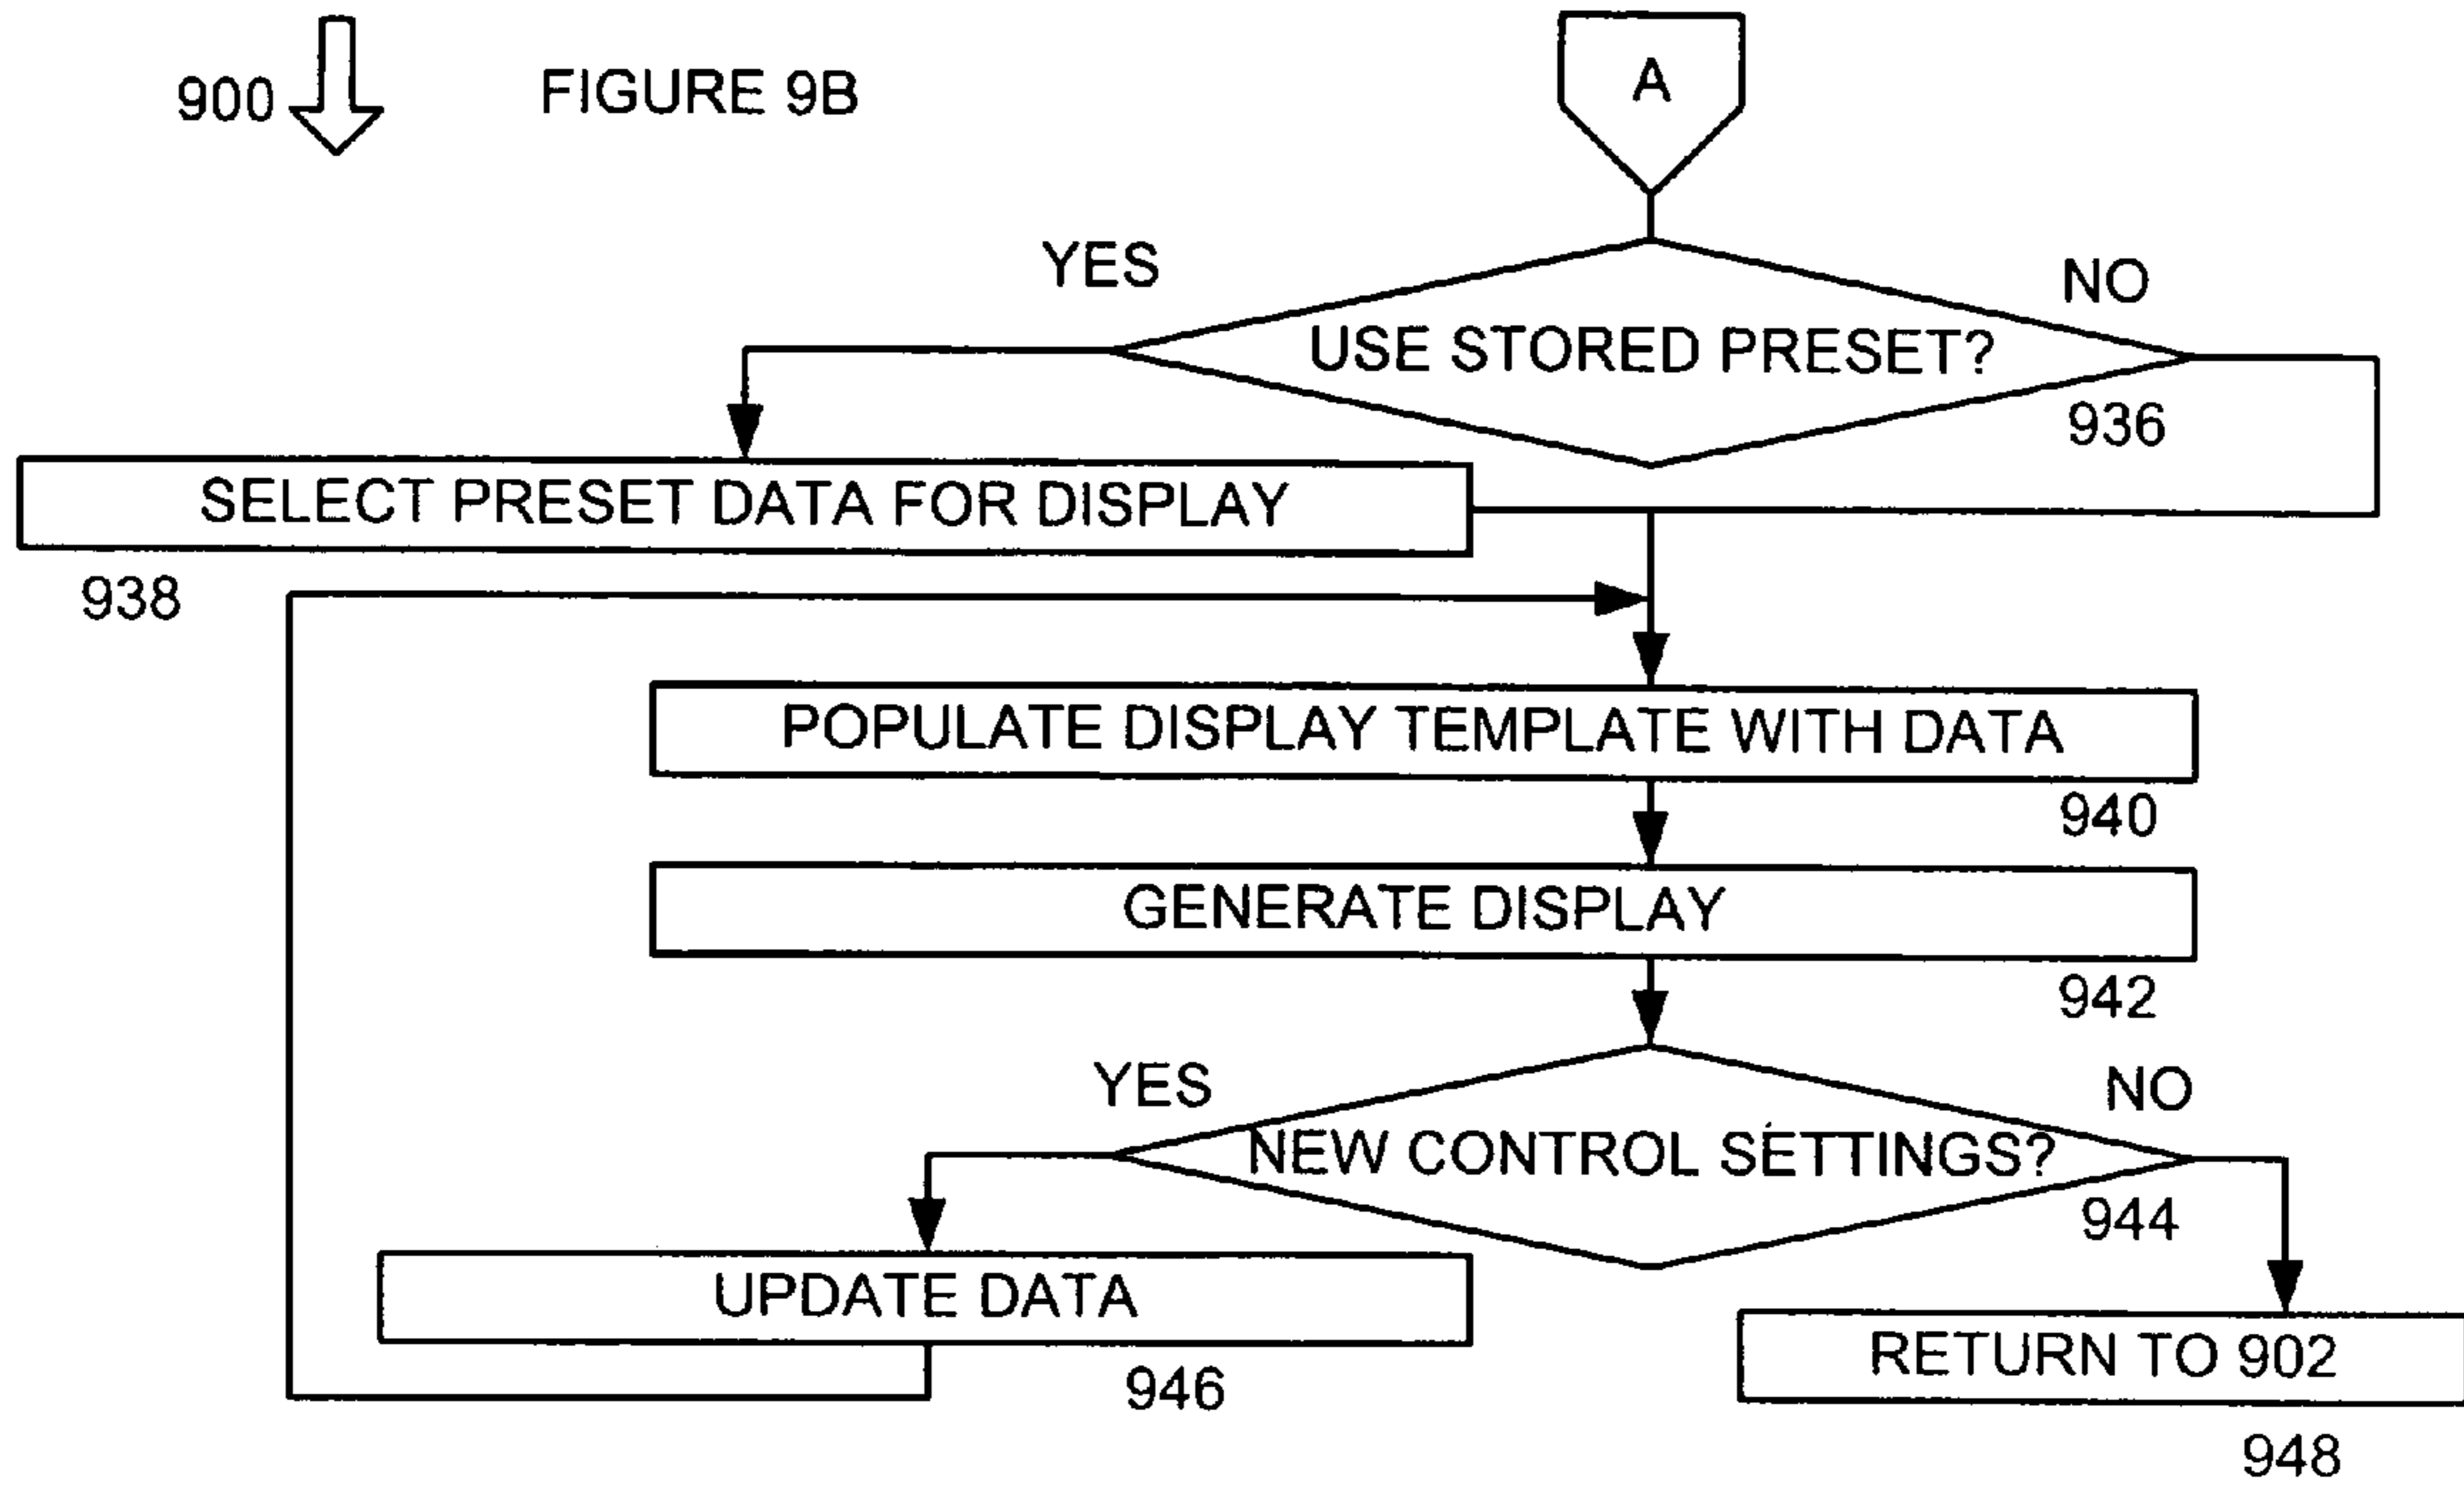 900
FIGURE 9B
A
YES
NO
USE STORED PRESET?
936
SELECT PRESET DATA FOR DISPLAY
938
POPULATE DISPLAY TEMPLATE WITH DATA
940
GENERATE DISPLAY
942
YES
NO
NEW CONTROL SETTINGS?
944
UPDATE DATA
946
RETURN TO 902
948